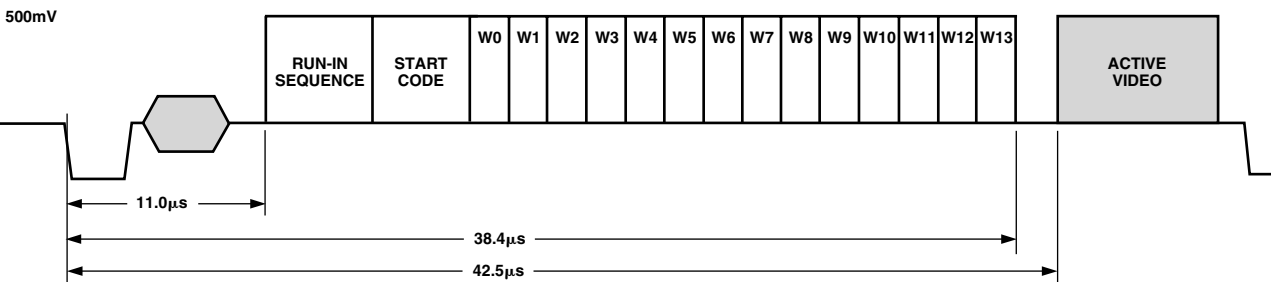 500mV
RUN-IN
SEQUENCE
START
CODE
W0 W1 W2 W3 W4 W5 W6 W7 W8 W9 W10 W11 W12 W13
ACTIVE
VIDEO
11.0μs
38.4μs
42.5μs